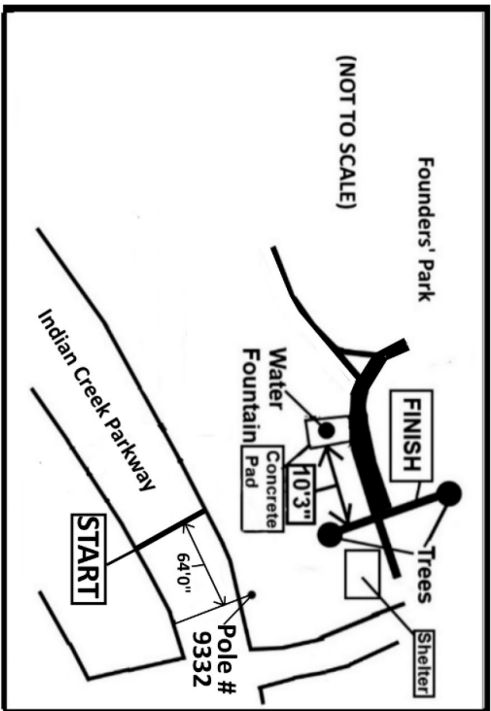 Founders' Park
(NOT TO SCALE)
FINISH
Trees
Shelter
Water
Fountain
10'3"
Concrete
Pad
Indian Creek Parkway
START
64'0"
Pole #
9332